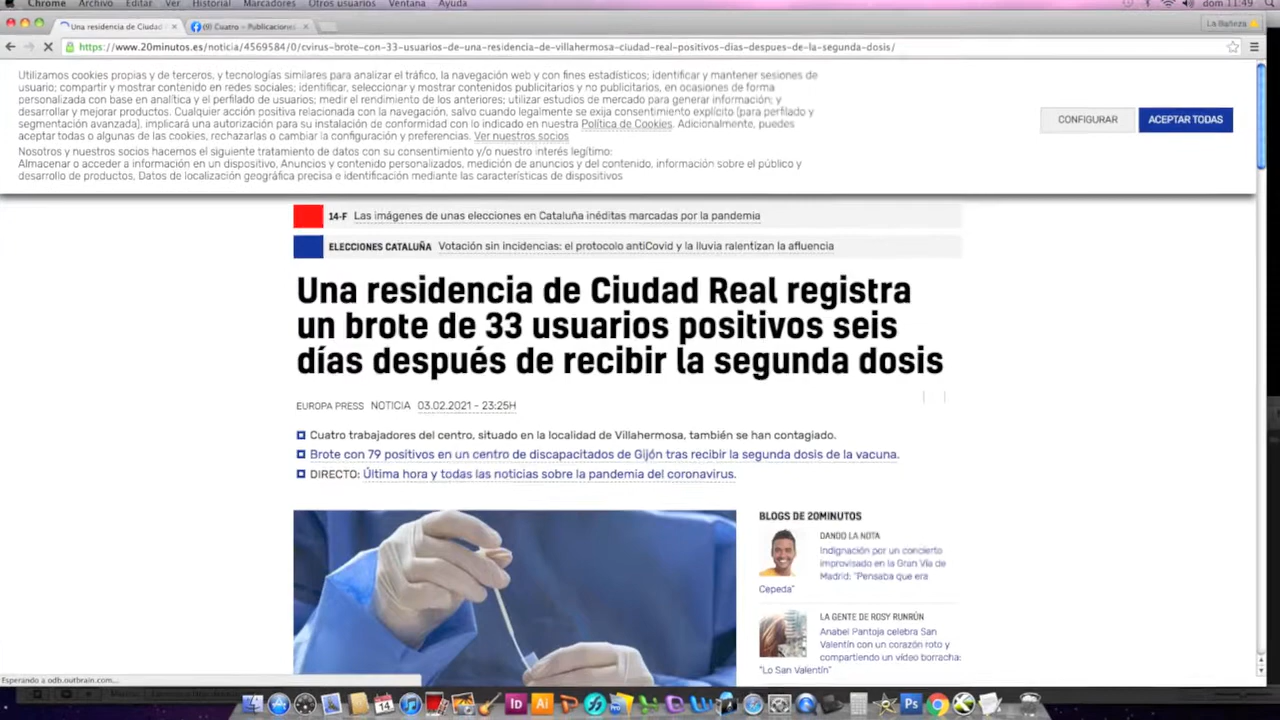 Chrome Archivo Editar Ver Historial Marcadores Otros usuarios Ventana Ayuda dom 11:49
Una residencia de Ciudad
(9) Cuatro - Publicaciones
La Bañeza
https://www.20minutos.es/noticia/4569584/0/cvirus-brote-con-33-usuarios-de-una-residencia-de-villahermosa-ciudad-real-positivos-dias-despues-de-la-segunda-dosis/
Utilizamos cookies propias y de terceros, y tecnologías similares para analizar el tráfico, la navegación web y con fines estadísticos; identificar y mantener sesiones de
usuario; compartir y mostrar contenido en redes sociales; identificar, seleccionar y mostrar contenidos publicitarios y no publicitarios, en ocasiones de forma
personalizada con base en analítica y el perfilado de usuarios; medir el rendimiento de los anteriores; utilizar estudios de mercado para generar información; y
desarrollar y mejorar productos. Cualquier acción positiva relacionada con la navegación, salvo cuando legalmente se exija consentimiento explícito (para perfilado y
segmentación avanzada), implicará una autorización para su instalación de conformidad con lo indicado en nuestra Política de Cookies. Adicionalmente, puedes
aceptar todas o algunas de las cookies, rechazarlas o cambiar la configuración y preferencias. Ver nuestros socios
Nosotros y nuestros socios hacemos el siguiente tratamiento de datos con su consentimiento y/o nuestro interés legítimo:
Almacenar o acceder a información en un dispositivo, Anuncios y contenido personalizados, medición de anuncios y del contenido, información sobre el público y
desarrollo de productos, Datos de localización geográfica precisa e identificación mediante las características de dispositivos
CONFIGURAR
ACEPTAR TODAS
14-F Las imágenes de unas elecciones en Cataluña inéditas marcadas por la pandemia
ELECCIONES CATALUÑA Votación sin incidencias: el protocolo antiCovid y la lluvia ralentizan la afluencia
Una residencia de Ciudad Real registra
un brote de 33 usuarios positivos seis
días después de recibir la segunda dosis
EUROPA PRESS NOTICIA 03.02.2021 - 23:25H
Cuatro trabajadores del centro, situado en la localidad de Villahermosa, también se han contagiado.
Brote con 79 positivos en un centro de discapacitados de Gijón tras recibir la segunda dosis de la vacuna.
DIRECTO: Última hora y todas las noticias sobre la pandemia del coronavirus.
BLOGS DE 20MINUTOS
DANDO LA NOTA
Indignación por un concierto
improvisado en la Gran Vía de
Madrid: "Pensaba que era
Cepeda"
LA GENTE DE ROSY RUNRÚN
Anabel Pantoja celebra San
Valentín con un corazón roto y
compartiendo un vídeo borracha:
"Lo San Valentín"
Esperando a odb.outbrain.com...
14
ID
Ai
Ps